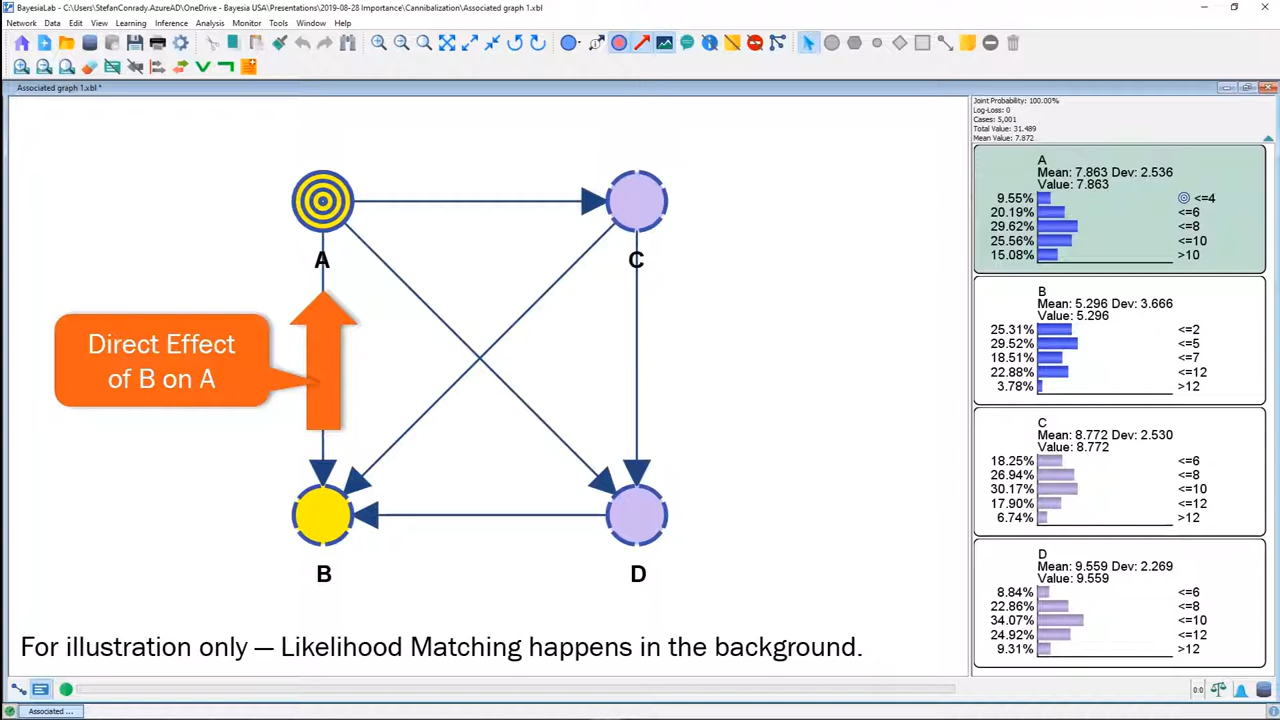 BayesiaLab - C:\Users\StefanConrady.AzureAD\OneDrive - Bayesia USA\Presentations\2019-08-28 Importance\Cannibalization\Associated graph 1.xbl
Network Data Edit View Learning Inference Analysis Monitor Tools Window Help
Associated graph 1.xbl *
A
C
Direct Effect
of B on A
B
D
For illustration only — Likelihood Matching happens in the background.
Joint Probability: 100.00%
Log-Loss: 0
Cases: 5,001
Total Value: 31.489
Mean Value: 7.872
A
Mean: 7.863 Dev: 2.536
Value: 7.863
9.55% <=4
20.19% <=6
29.62% <=8
25.56% <=10
15.08% >10
B
Mean: 5.296 Dev: 3.666
Value: 5.296
25.31% <=2
29.52% <=5
18.51% <=7
22.88% <=12
3.78% >12
C
Mean: 8.772 Dev: 2.530
Value: 8.772
18.25% <=6
26.94% <=8
30.17% <=10
17.90% <=12
6.74% >12
D
Mean: 9.559 Dev: 2.269
Value: 9.559
8.84% <=6
22.86% <=8
34.07% <=10
24.92% <=12
9.31% >12
0.0
Associated ...